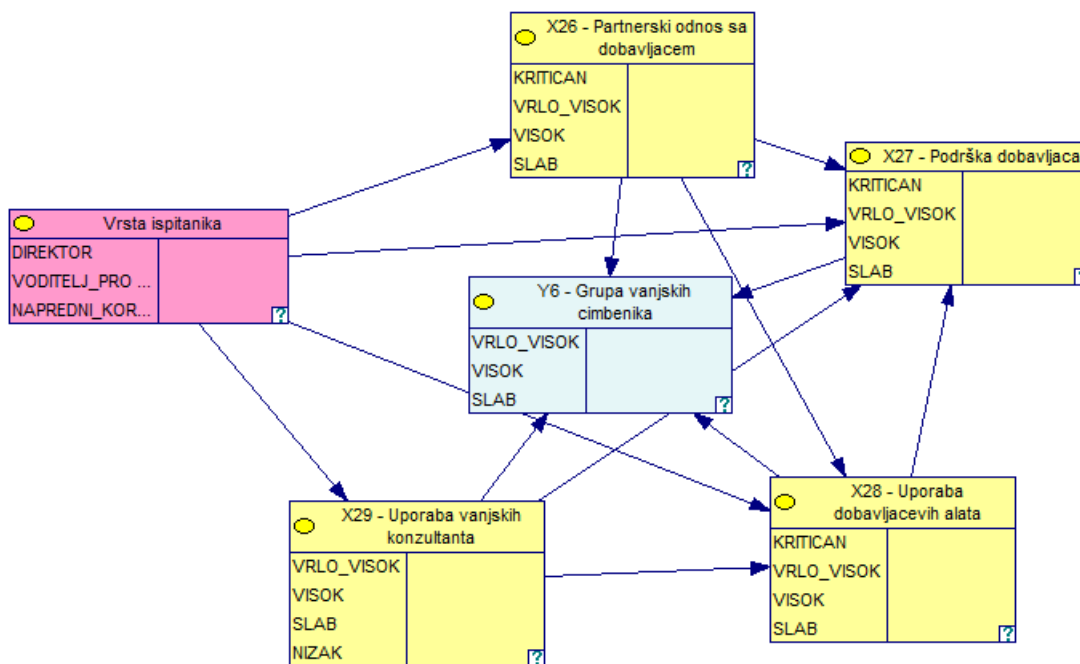 X26 - Partnerski odnos sa
dobavljacem
KRITICAN
VRLO_VISOK
VISOK
SLAB
?
X27 - Podrška dobavljaca
KRITICAN
VRLO_VISOK
VISOK
SLAB
?
Vrsta ispitanika
DIREKTOR
VODITELJ_PRO ...
NAPREDNI_KOR...
?
Y6 - Grupa vanjskih
cimbenika
VRLO_VISOK
VISOK
SLAB
?
X29 - Uporaba vanjskih
konzultanta
VRLO_VISOK
VISOK
SLAB
NIZAK
?
X28 - Uporaba
dobavljacevih alata
KRITICAN
VRLO_VISOK
VISOK
SLAB
?